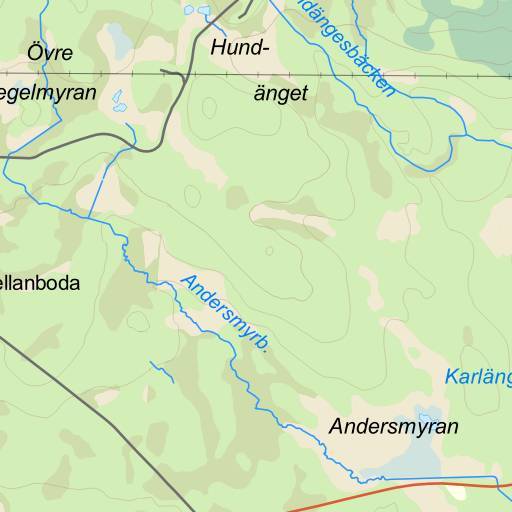 dängesbäcken
Övre
Hund-
egelmyran
änget
ellanboda
Andersmyrb.
Karläng
Andersmyran